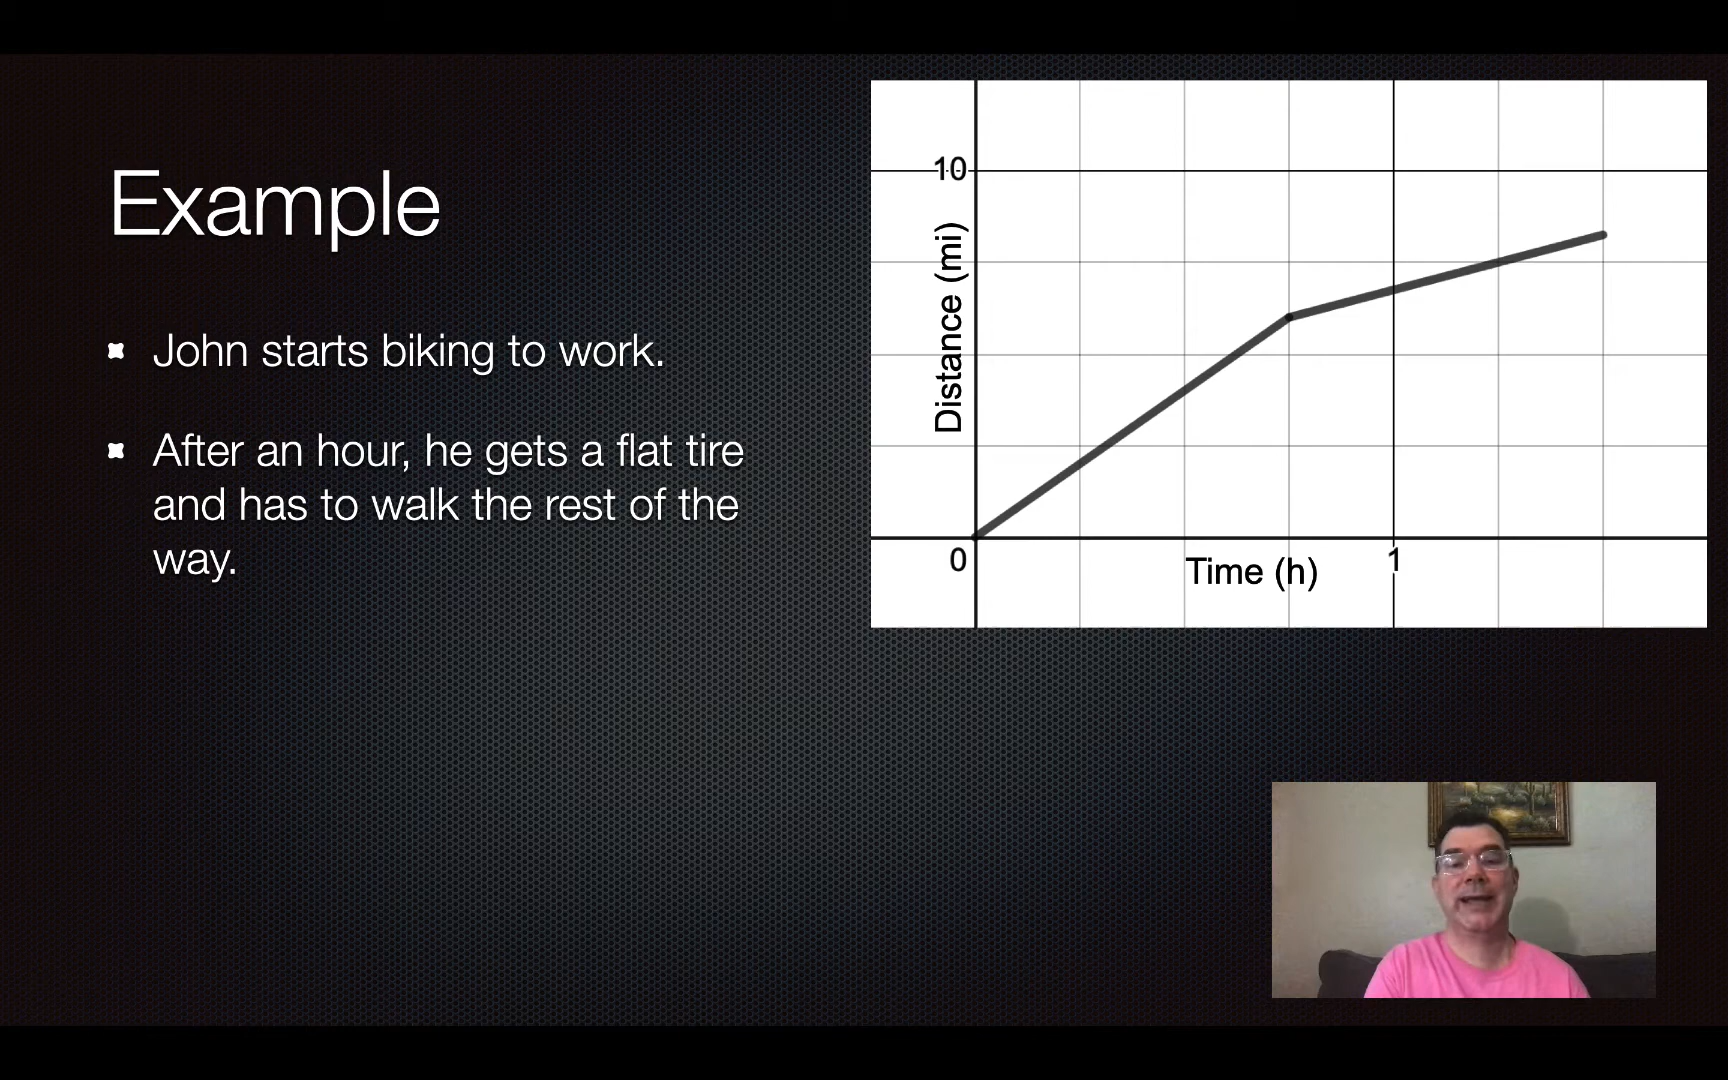 Example
John starts biking to work.
After an hour, he gets a flat tire
and has to walk the rest of the
way.
10
Distance (mi)
0
Time (h)
1